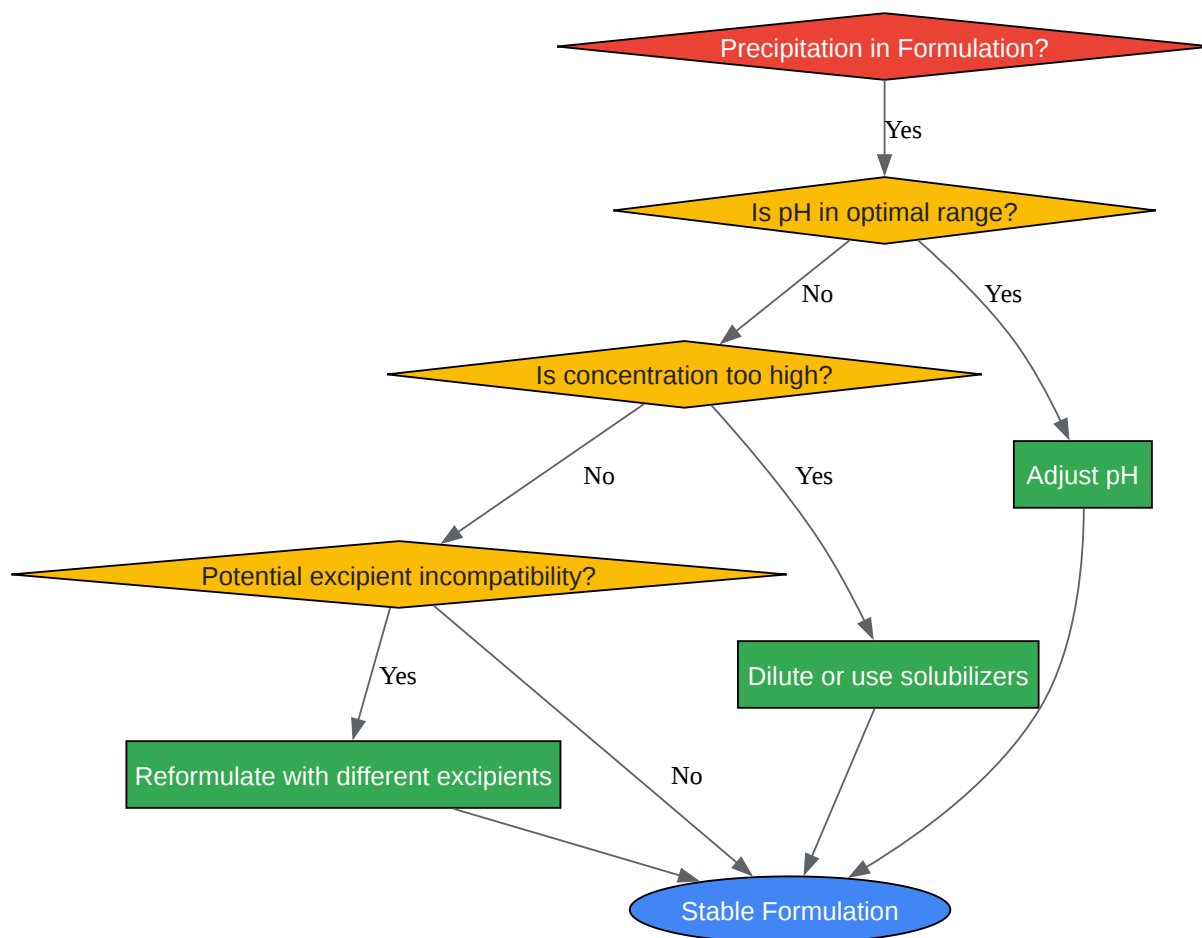 Precipitation in Formulation?
Yes
Is pH in optimal range?
No
Yes
Is concentration too high?
No
Yes
Adjust pH
Potential excipient incompatibility?
Yes
Dilute or use solubilizers
Reformulate with different excipients
No
Stable Formulation